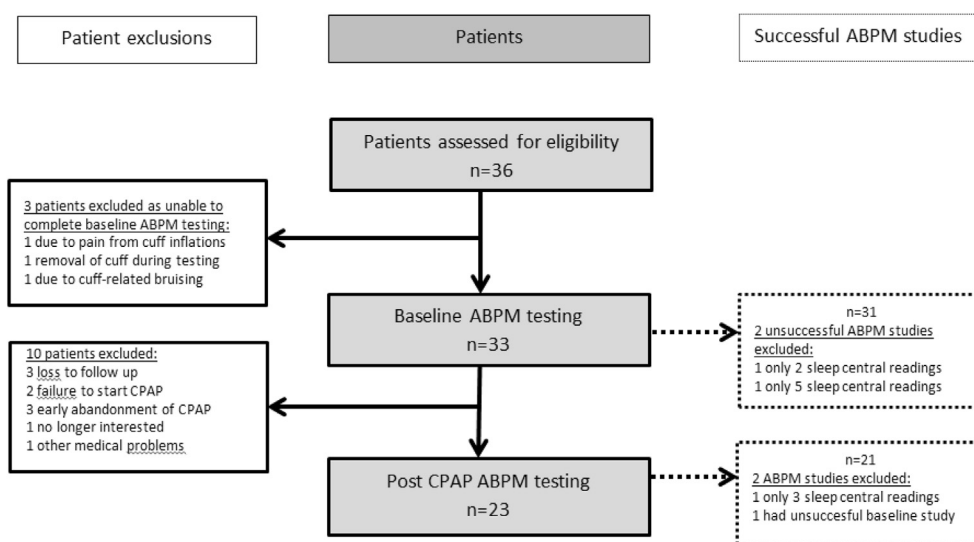 Patient exclusions
Patients
Successful ABPM studies
Patients assessed for eligibility
n=36
3 patients excluded as unable to
complete baseline ABPM testing:
1 due to pain from cuff inflations
1 removal of cuff during testing
1 due to cuff-related bruising
Baseline ABPM testing
n=33
n=31
2 unsuccessful ABPM studies
excluded:
1 only 2 sleep central readings
1 only 5 sleep central readings
10 patients excluded:
3 loss to follow up
2 failure to start CPAP
3 early abandonment of CPAP
1 no longer interested
1 other medical problems
Post CPAP ABPM testing
n=23
n=21
2 ABPM studies excluded:
1 only 3 sleep central readings
1 had unsuccesful baseline study